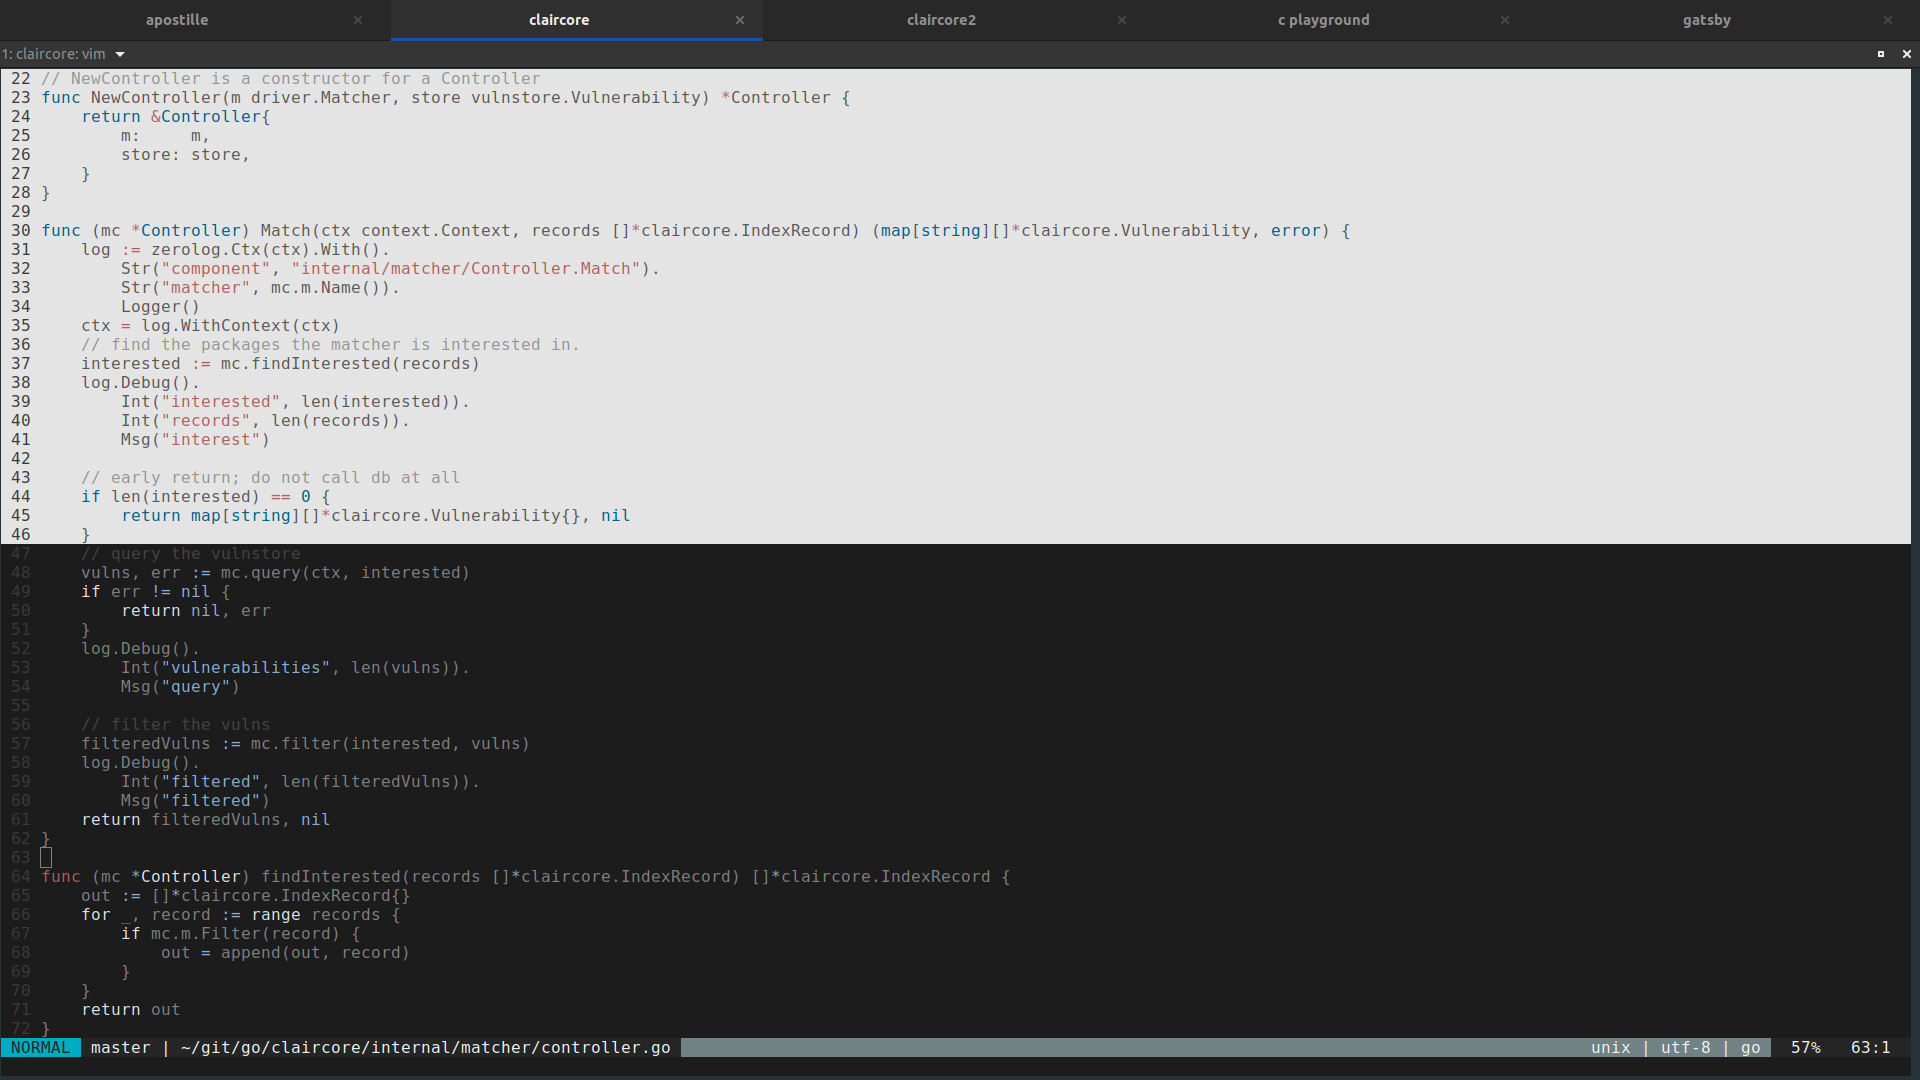 apostille × claircore × claircore2 × c playground × gatsby ×
1: claircore: vim
22 // NewController is a constructor for a Controller
23 func NewController(m driver.Matcher, store vulnstore.Vulnerability) *Controller {
24     return &Controller{
25         m:     m,
26         store: store,
27     }
28 }
29
30 func (mc *Controller) Match(ctx context.Context, records []*claircore.IndexRecord) (map[string][]*claircore.Vulnerability, error) {
31     log := zerolog.Ctx(ctx).With().
32         Str("component", "internal/matcher/Controller.Match").
33         Str("matcher", mc.m.Name()).
34         Logger()
35     ctx = log.WithContext(ctx)
36     // find the packages the matcher is interested in.
37     interested := mc.findInterested(records)
38     log.Debug().
39         Int("interested", len(interested)).
40         Int("records", len(records)).
41         Msg("interest")
42
43     // early return; do not call db at all
44     if len(interested) == 0 {
45         return map[string][]*claircore.Vulnerability{}, nil
46     }
47     // query the vulnstore
48     vulns, err := mc.query(ctx, interested)
49     if err != nil {
50         return nil, err
51     }
52     log.Debug().
53         Int("vulnerabilities", len(vulns)).
54         Msg("query")
55
56     // filter the vulns
57     filteredVulns := mc.filter(interested, vulns)
58     log.Debug().
59         Int("filtered", len(filteredVulns)).
60         Msg("filtered")
61     return filteredVulns, nil
62 }
63
64 func (mc *Controller) findInterested(records []*claircore.IndexRecord) []*claircore.IndexRecord {
65     out := []*claircore.IndexRecord{}
66     for _, record := range records {
67         if mc.m.Filter(record) {
68             out = append(out, record)
69         }
70     }
71     return out
72 }
NORMAL master | ~/git/go/claircore/internal/matcher/controller.go unix | utf-8 | go 57% 63:1